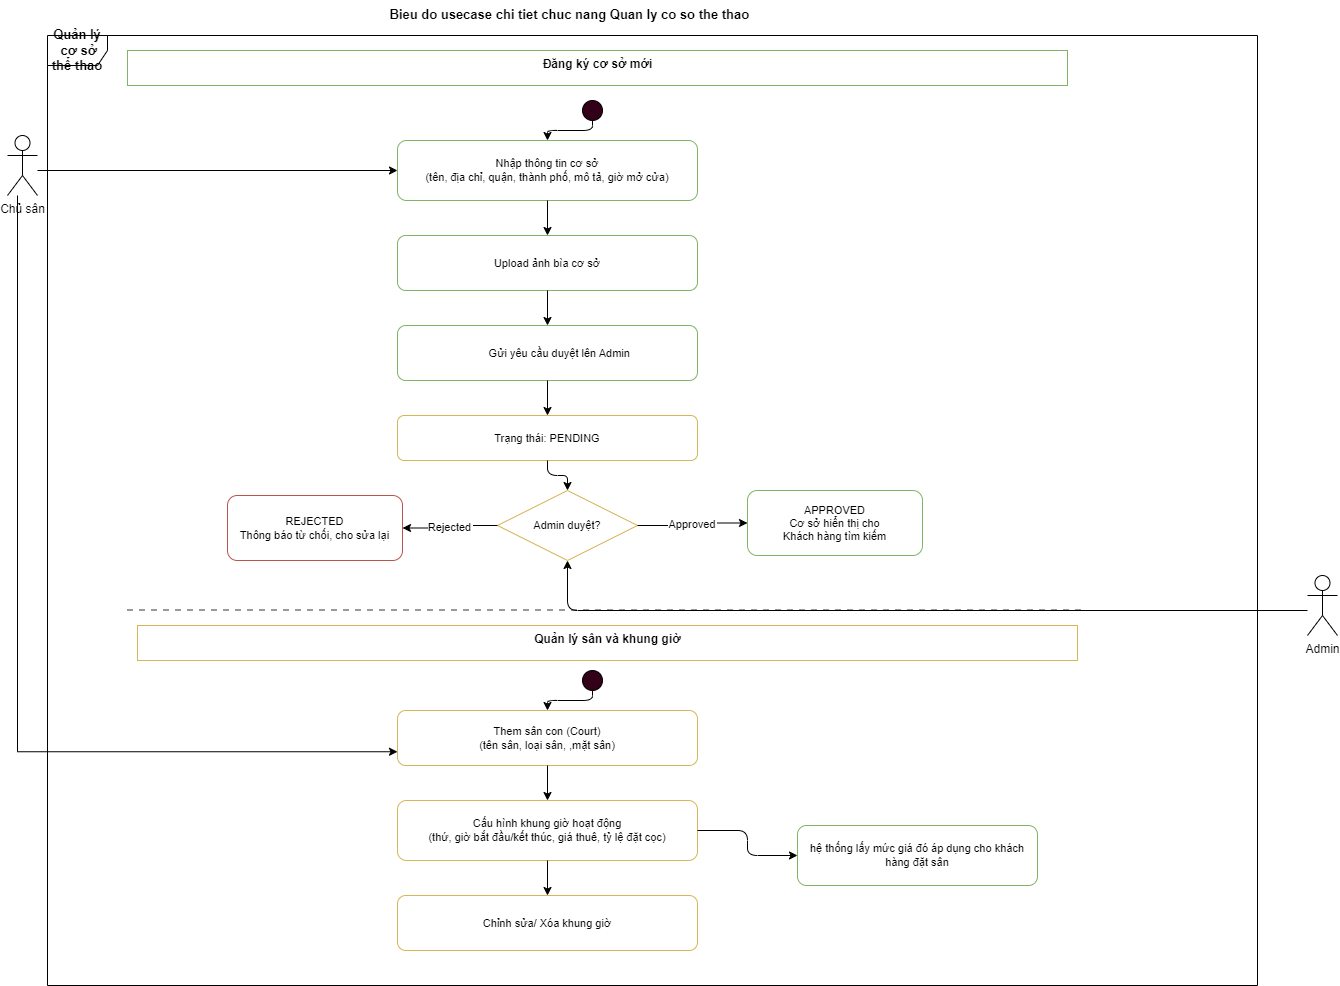 Bieu do usecase chi tiet chuc nang Quan ly co so the thao
Quản lý
cơ sở
thể thao
Đăng ký cơ sở mới
Chủ sân
Nhập thông tin cơ sở
(tên, địa chỉ, quận, thành phố, mô tả, giờ mở cửa)
Upload ảnh bìa cơ sở
Gửi yêu cầu duyệt lên Admin
Trạng thái: PENDING
REJECTED
Thông báo từ chối, cho sửa lại
Rejected
Admin duyệt?
Approved
APPROVED
Cơ sở hiển thị cho
Khách hàng tìm kiếm
Admin
Quản lý sân và khung giờ
Them sân con (Court)
(tên sân, loại sân, ,mặt sân)
Cấu hình khung giờ hoạt động
(thứ, giờ bắt đầu/kết thúc, giá thuê, tỷ lệ đặt cọc)
hệ thống lấy mức giá đó áp dụng cho khách
hàng đặt sân
Chỉnh sửa/ Xóa khung giờ